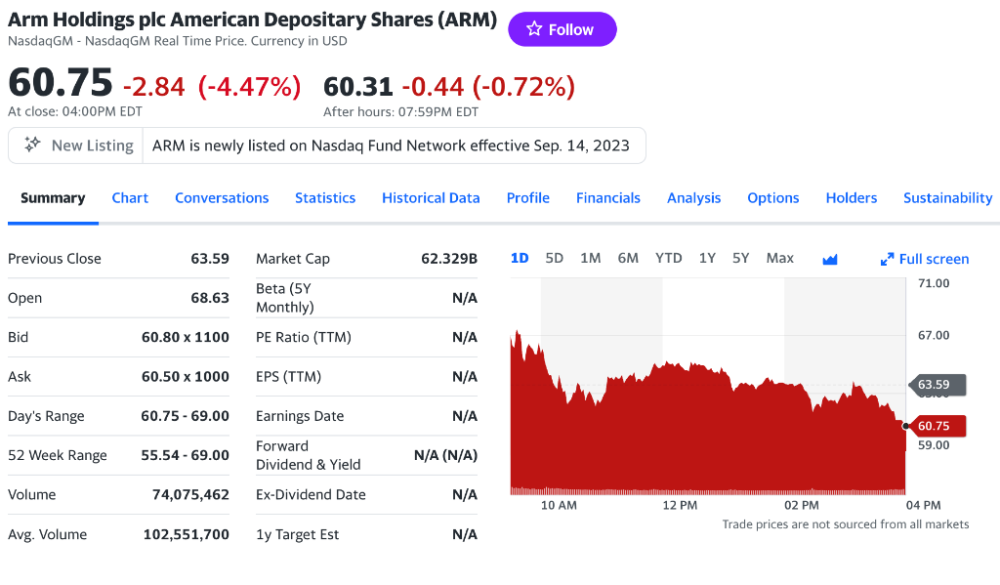 Arm Holdings plc American Depositary Shares (ARM)
Follow
NasdaqGM - NasdaqGM Real Time Price. Currency in USD
60.75 -2.84 (-4.47%) 60.31 -0.44 (-0.72%)
At close: 04:00PM EDT After hours: 07:59PM EDT
New Listing ARM is newly listed on Nasdaq Fund Network effective Sep. 14, 2023
Summary Chart Conversations Statistics Historical Data Profile Financials Analysis Options Holders Sustainability
Previous Close 63.59
Open 68.63
Bid 60.80 x 1100
Ask 60.50 x 1000
Day's Range 60.75 - 69.00
52 Week Range 55.54 - 69.00
Volume 74,075,462
Avg. Volume 102,551,700
Market Cap 62.329B
Beta (5Y
Monthly) N/A
PE Ratio (TTM) N/A
EPS (TTM) N/A
Earnings Date N/A
Forward
Dividend & Yield N/A (N/A)
Ex-Dividend Date N/A
1y Target Est N/A
1D 5D 1M 6M YTD 1Y 5Y Max Full screen
71.00
67.00
63.59
60.75
59.00
10 AM 12 PM 02 PM 04 PM
Trade prices are not sourced from all markets